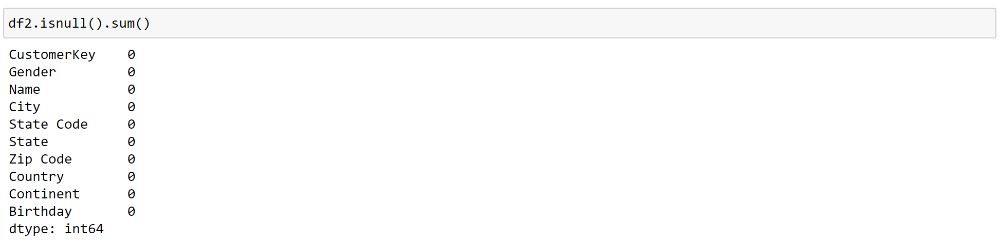 df2.isnull().sum()
CustomerKey    0
Gender         0
Name           0
City           0
State Code     0
State          0
Zip Code       0
Country        0
Continent      0
Birthday       0
dtype: int64